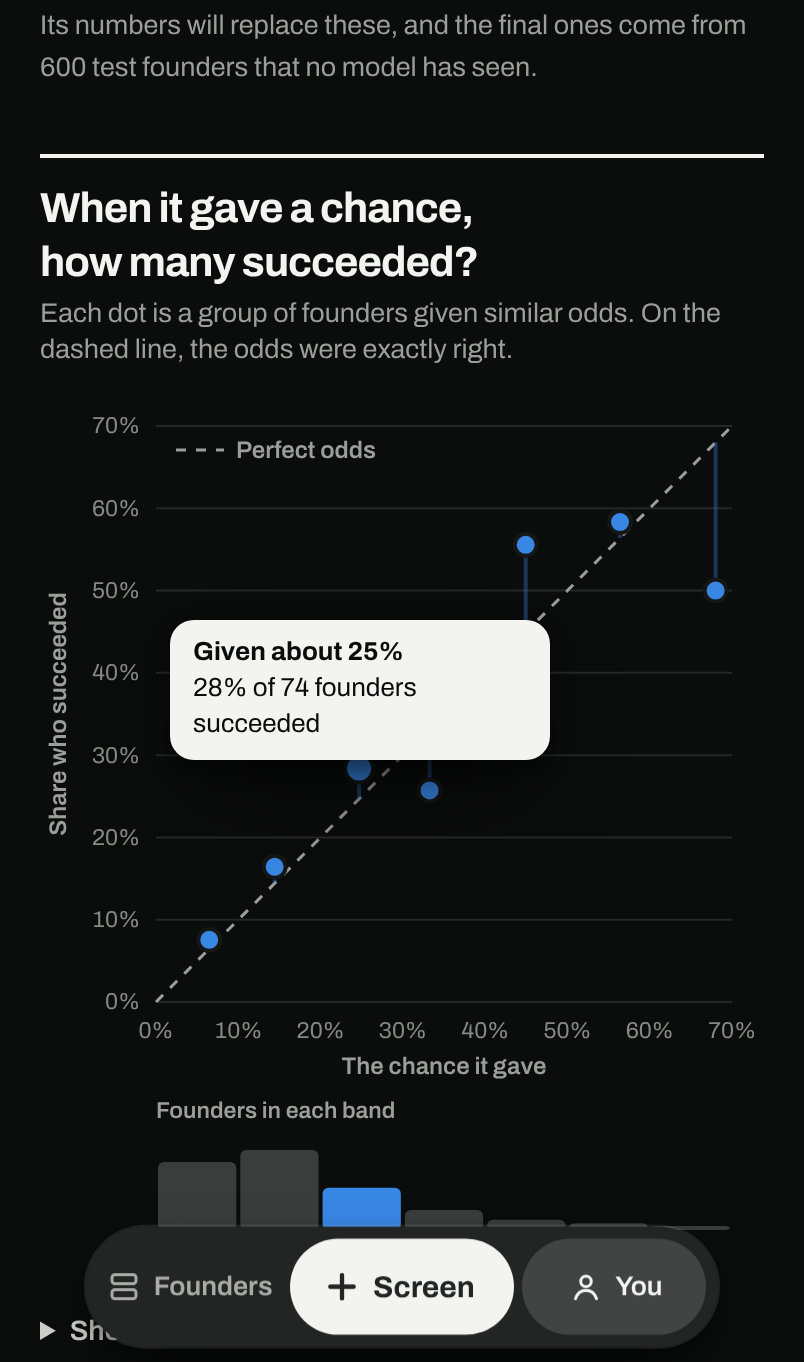 Its numbers will replace these, and the final ones come from
600 test founders that no model has seen.
When it gave a chance,
how many succeeded?
Each dot is a group of founders given similar odds. On the
dashed line, the odds were exactly right.
70%
Perfect odds
60%
50%
40%
30%
20%
10%
0%
Share who succeeded
Given about 25%
28% of 74 founders
succeeded
0% 10% 20% 30% 40% 50% 60% 70%
The chance it gave
Founders in each band
Founders
Screen
You